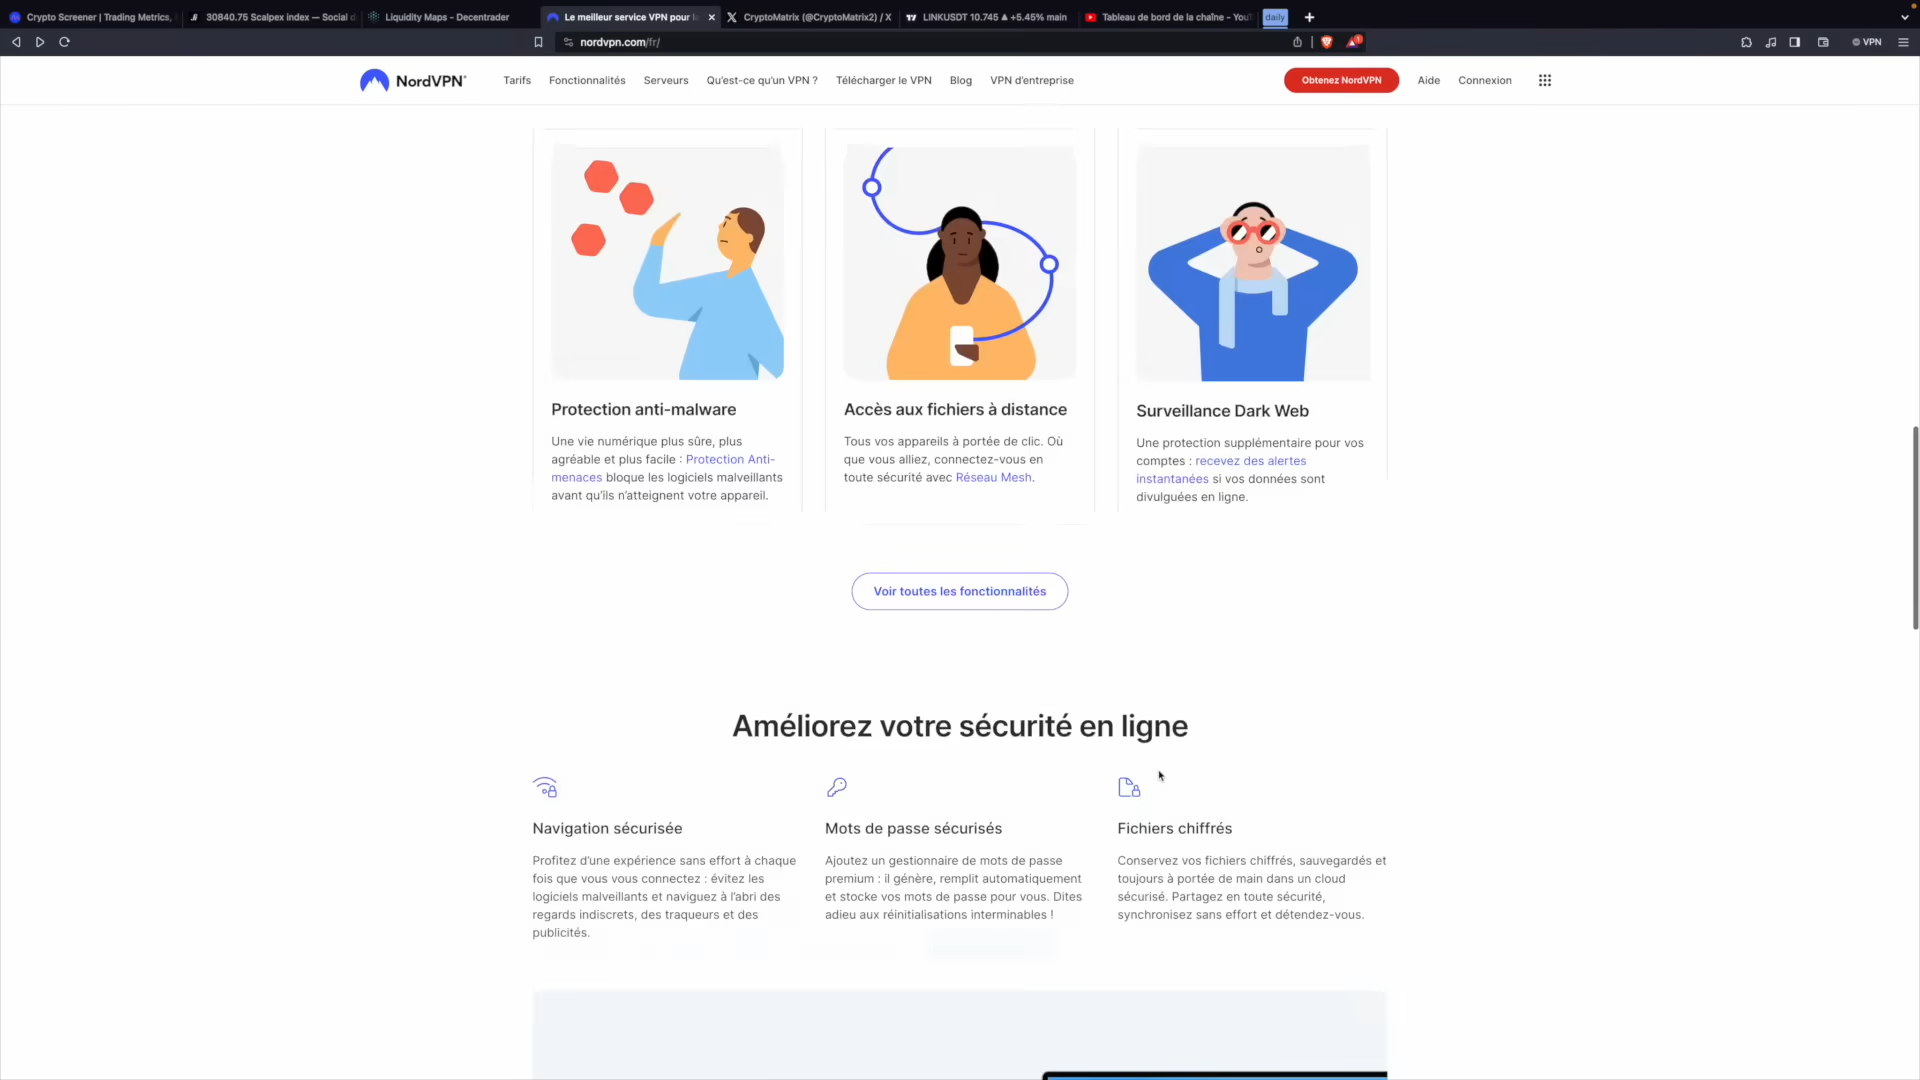 Crypto Screener | Trading Metrics,
30840.75 Scalpex index — Social
Liquidity Maps - Decentrader
Le meilleur service VPN pour
CryptoMatrix (@CryptoMatrix2) / X
LINKUSDT 10.745 ▲ +5.45% main
Tableau de bord de la chaîne - You
daily
nordvpn.com/fr/
1
VPN
NordVPN®
Tarifs
Fonctionnalités
Serveurs
Qu'est-ce qu'un VPN ?
Télécharger le VPN
Blog
VPN d'entreprise
Obtenez NordVPN
Aide
Connexion
Protection anti-malware
Une vie numérique plus sûre, plus
agréable et plus facile : Protection Anti-
menaces bloque les logiciels malveillants
avant qu'ils n'atteignent votre appareil.
Accès aux fichiers à distance
Tous vos appareils à portée de clic. Où
que vous alliez, connectez-vous en
toute sécurité avec Réseau Mesh.
Surveillance Dark Web
Une protection supplémentaire pour vos
comptes : recevez des alertes
instantanées si vos données sont
divulguées en ligne.
Voir toutes les fonctionnalités
Améliorez votre sécurité en ligne
Navigation sécurisée
Profitez d'une expérience sans effort à chaque
fois que vous vous connectez : évitez les
logiciels malveillants et naviguez à l'abri des
regards indiscrets, des traqueurs et des
publicités.
Mots de passe sécurisés
Ajoutez un gestionnaire de mots de passe
premium : il génère, remplit automatiquement
et stocke vos mots de passe pour vous. Dites
adieu aux réinitialisations interminables !
Fichiers chiffrés
Conservez vos fichiers chiffrés, sauvegardés et
toujours à portée de main dans un cloud
sécurisé. Partagez en toute sécurité,
synchronisez sans effort et détendez-vous.